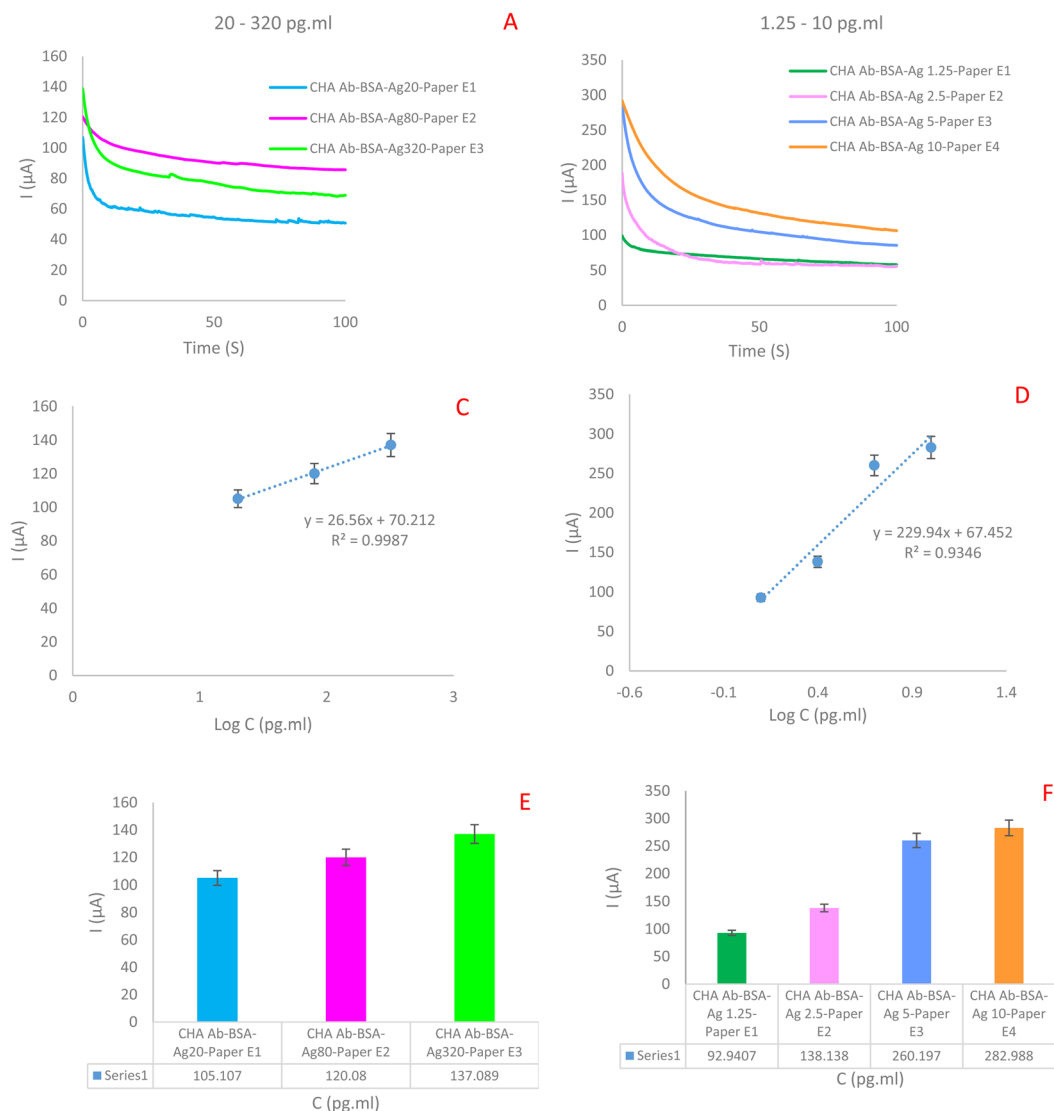 20 - 320 pg.ml
A
160
140
120
100
80
60
40
20
0
I (µA)
CHA Ab-BSA-Ag20-Paper E1
CHA Ab-BSA-Ag80-Paper E2
CHA Ab-BSA-Ag320-Paper E3
0
50
100
Time (S)
1.25 - 10 pg.ml
350
300
250
200
150
100
50
0
I (µA)
CHA Ab-BSA-Ag 1.25-Paper E1
CHA Ab-BSA-Ag 2.5-Paper E2
CHA Ab-BSA-Ag 5-Paper E3
CHA Ab-BSA-Ag 10-Paper E4
0
50
100
Time (S)
C
160
140
120
100
80
60
40
20
0
I (µA)
y = 26.56x + 70.212
R² = 0.9987
0
1
2
3
Log C (pg.ml)
D
350
300
250
200
150
100
50
0
I (µA)
y = 229.94x + 67.452
R² = 0.9346
-0.6
-0.1
0.4
0.9
1.4
Log C (pg.ml)
E
160
140
120
100
80
60
40
20
0
I (µA)
CHA Ab-BSA-
Ag20-Paper E1
CHA Ab-BSA-
Ag80-Paper E2
CHA Ab-BSA-
Ag320-Paper E3
Series1
105.107
120.08
137.089
C (pg.ml)
F
350
300
250
200
150
100
50
0
I (µA)
CHA Ab-BSA-
Ag 1.25-
Paper E1
CHA Ab-BSA-
Ag 2.5-Paper
E2
CHA Ab-BSA-
Ag 5-Paper
E3
CHA Ab-BSA-
Ag 10-Paper
E4
Series1
92.9407
138.138
260.197
282.988
C (pg.ml)